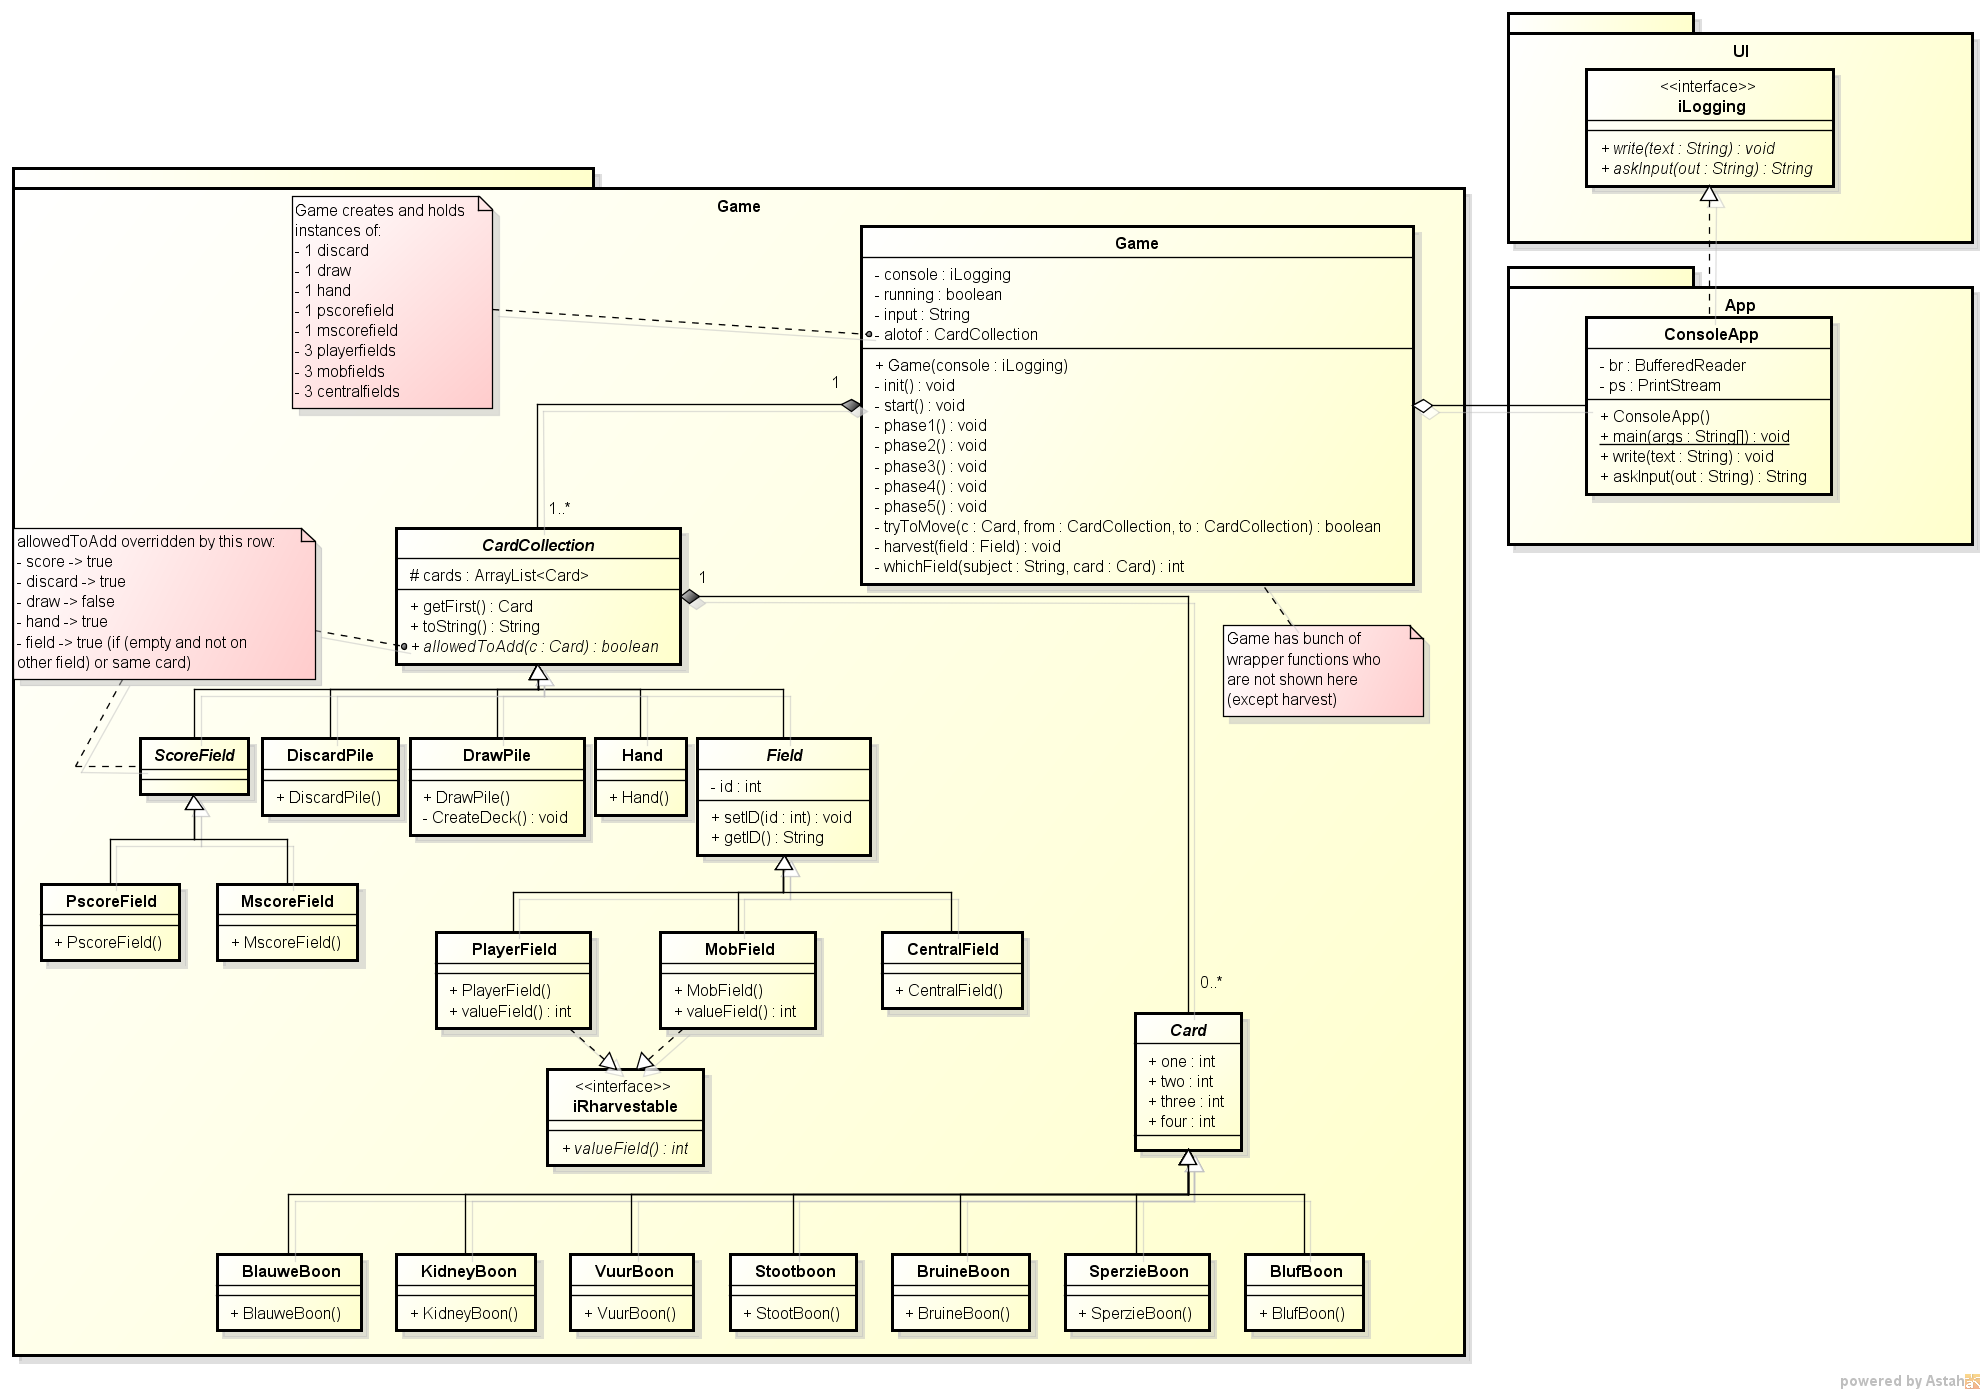 UI
<<interface>>
iLogging
+ write(text : String) : void
+ askInput(out : String) : String
App
ConsoleApp
- br : BufferedReader
- ps : PrintStream
+ ConsoleApp()
+ main(args : String[]) : void
+ write(text : String) : void
+ askInput(out : String) : String
Game
Game creates and holds
instances of:
- 1 discard
- 1 draw
- 1 hand
- 1 pscorefield
- 1 mscorefield
- 3 playerfields
- 3 mobfields
- 3 centralfields
Game
- console : iLogging
- running : boolean
- input : String
- alotof : CardCollection
+ Game(console : iLogging)
- init() : void
- start() : void
- phase1() : void
- phase2() : void
- phase3() : void
- phase4() : void
- phase5() : void
- tryToMove(c : Card, from : CardCollection, to : CardCollection) : boolean
- harvest(field : Field) : void
- whichField(subject : String, card : Card) : int
1
1..*
allowedToAdd overridden by this row:
- score -> true
- discard -> true
- draw -> false
- hand -> true
- field -> true (if (empty and not on
other field) or same card)
CardCollection
# cards : ArrayList<Card>
+ getFirst() : Card
+ toString() : String
+ allowedToAdd(c : Card) : boolean
1
0..*
Game has bunch of
wrapper functions who
are not shown here
(except harvest)
ScoreField
DiscardPile
+ DiscardPile()
DrawPile
+ DrawPile()
- CreateDeck() : void
Hand
+ Hand()
Field
- id : int
+ setID(id : int) : void
+ getID() : String
PscoreField
+ PscoreField()
MscoreField
+ MscoreField()
PlayerField
+ PlayerField()
+ valueField() : int
MobField
+ MobField()
+ valueField() : int
CentralField
+ CentralField()
<<interface>>
iRharvestable
+ valueField() : int
Card
+ one : int
+ two : int
+ three : int
+ four : int
BlauweBoon
+ BlauweBoon()
KidneyBoon
+ KidneyBoon()
VuurBoon
+ VuurBoon()
Stootboon
+ StootBoon()
BruineBoon
+ BruineBoon()
SperzieBoon
+ SperzieBoon()
BlufBoon
+ BlufBoon()
powered by Astah